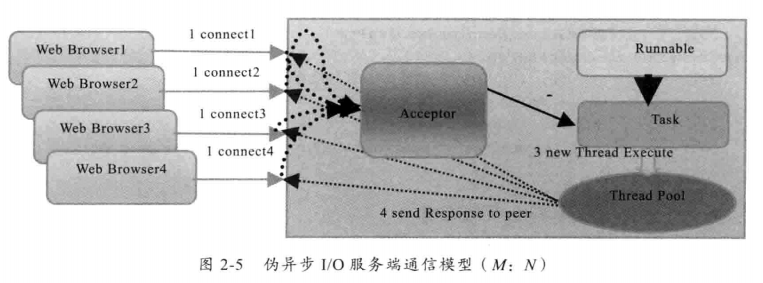 Web Browser1
1 connect1
Web Browser2
1 connect2
Web Browser3
1 connect3
Web Browser4
1 connect4
Acceptor
Runnable
Task
3 new Thread Execute
Thread Pool
4 send Response to peer
图 2-5 伪异步 I/O 服务端通信模型（M：N）